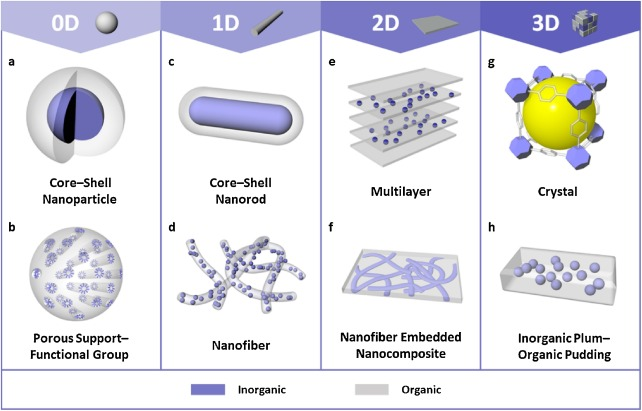 0D
1D
2D
3D
a
c
e
g
Core–Shell
Nanoparticle
Core–Shell
Nanorod
Multilayer
Crystal
b
d
f
h
Porous Support–
Functional Group
Nanofiber
Nanofiber Embedded
Nanocomposite
Inorganic Plum–
Organic Pudding
Inorganic
Organic